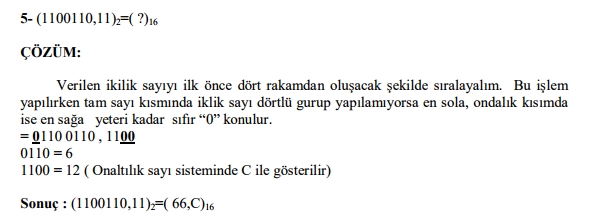 5- (1100110,11)₂=( ?)₁₆
ÇÖZÜM:
Verilen ikilik sayıyı ilk önce dört rakamdan oluşacak şekilde sıralayalım. Bu işlem
yapılırken tam sayı kısmında iklik sayı dörtlü gurup yapılamıyorsa en sola, ondalık kısımda
ise en sağa yeteri kadar sıfır “0” konulur.
= 0110 0110 , 1100
0110 = 6
1100 = 12 ( Onaltılık sayı sisteminde C ile gösterilir)
Sonuç : (1100110,11)₂=( 66,C)₁₆